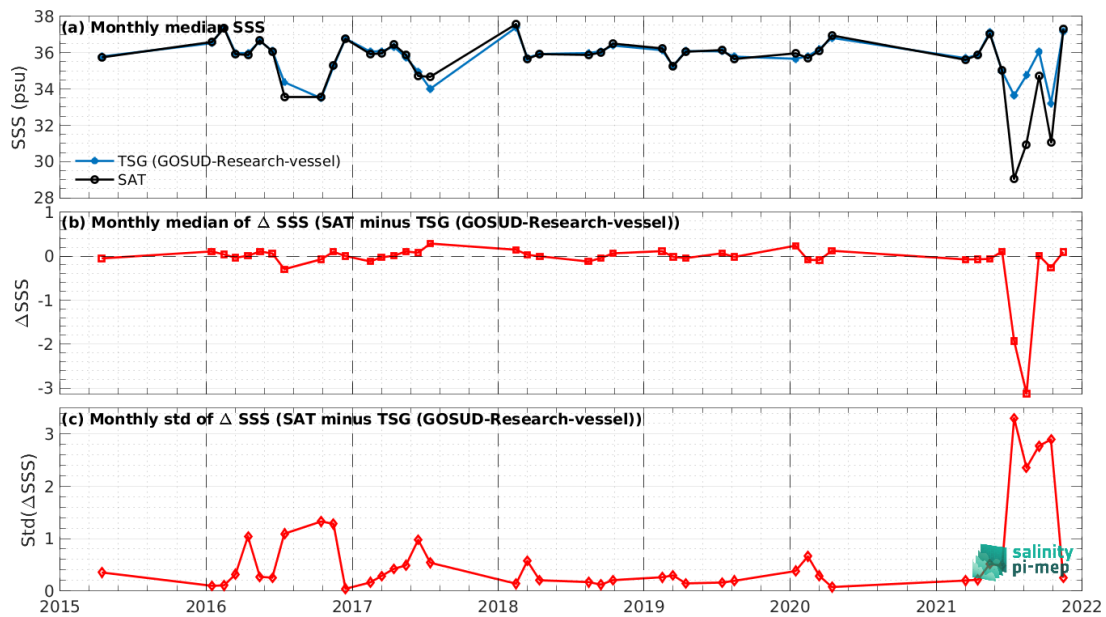 (a) Monthly median SSS
SSS (psu)
38
36
34
32
30
28
TSG (GOSUD-Research-vessel)
SAT
(b) Monthly median of Δ SSS (SAT minus TSG (GOSUD-Research-vessel))
ΔSSS
1
0
-1
-2
-3
(c) Monthly std of Δ SSS (SAT minus TSG (GOSUD-Research-vessel))
Std(ΔSSS)
3
2
1
0
salinity
pi-mep
2015 2016 2017 2018 2019 2020 2021 2022